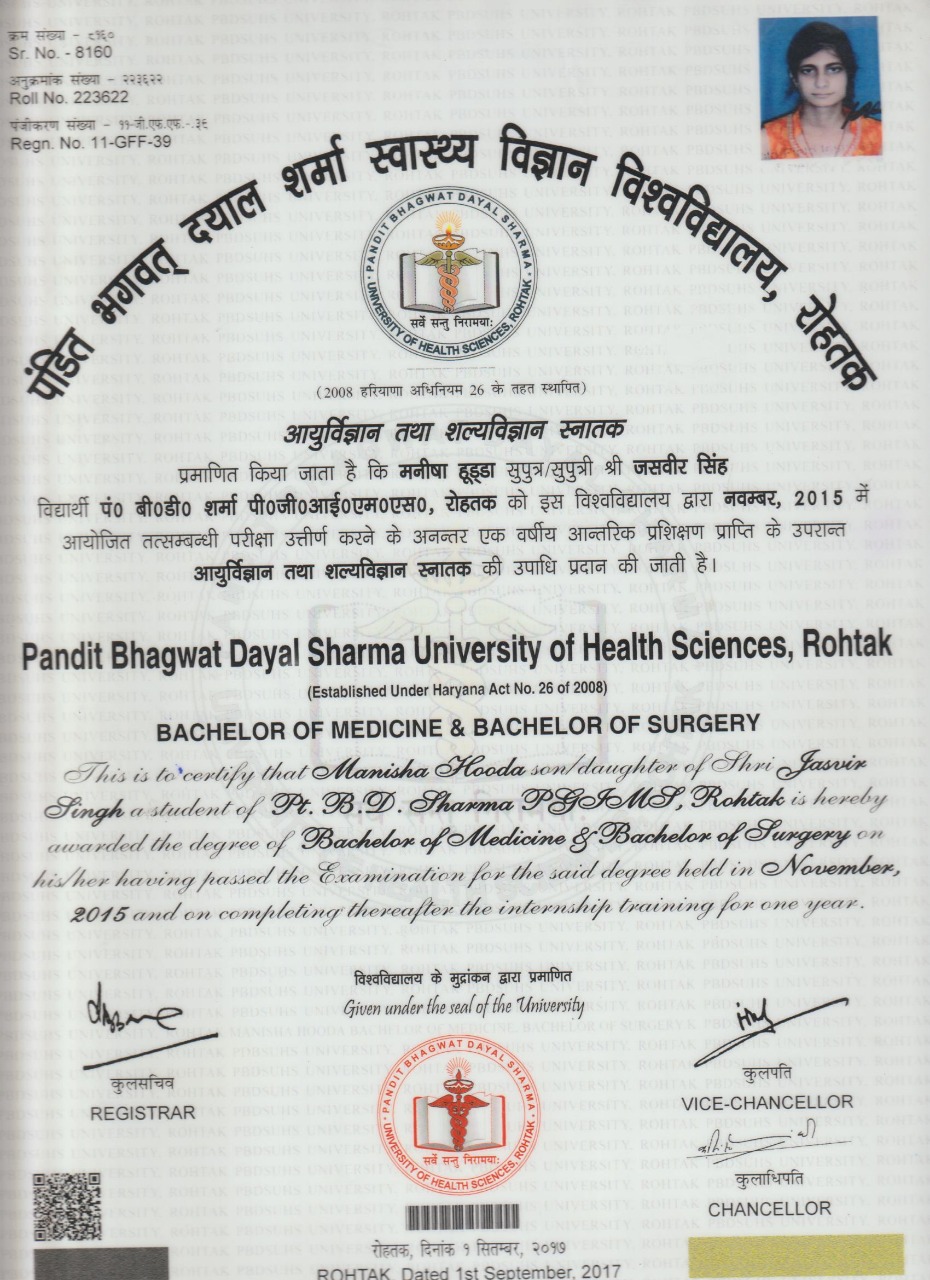 क्रम संख्या - ८१६०
Sr. No. - 8160
अनुक्रमांक संख्या - २२३६२२
Roll No. 223622
पंजीकरण संख्या - ११-जी.एफ.एफ.-३६
Regn. No. 11-GFF-39
पंडित भगवत् दयाल शर्मा स्वास्थ्य विज्ञान विश्वविद्यालय, रोहतक
PANDIT BHAGWAT DAYAL SHARMA
UNIVERSITY OF HEALTH SCIENCES, ROHTAK
सर्वे सन्तु निरामयाः
(2008 हरियाणा अधिनियम 26 के तहत स्थापित)
आयुर्विज्ञान तथा शल्यविज्ञान स्नातक
प्रमाणित किया जाता है कि मनीषा हूड्डा सुपुत्र/सुपुत्री श्री जसवीर सिंह
विद्यार्थी पं० बी०डी० शर्मा पी०जी०आई०एम०एस०, रोहतक को इस विश्वविद्यालय द्वारा नवम्बर, 2015 में
आयोजित तत्सम्बन्धी परीक्षा उत्तीर्ण करने के अनन्तर एक वर्षीय आन्तरिक प्रशिक्षण प्राप्ति के उपरान्त
आयुर्विज्ञान तथा शल्यविज्ञान स्नातक की उपाधि प्रदान की जाती है।
Pandit Bhagwat Dayal Sharma University of Health Sciences, Rohtak
(Established Under Haryana Act No. 26 of 2008)
BACHELOR OF MEDICINE & BACHELOR OF SURGERY
This is to certify that Manisha Hooda son/daughter of Shri Jasvir
Singh a student of Pt. B.D. Sharma PGIMS, Rohtak is hereby
awarded the degree of Bachelor of Medicine & Bachelor of Surgery on
his/her having passed the Examination for the said degree held in November,
2015 and on completing thereafter the internship training for one year.
विश्वविद्यालय के मुद्रांकन द्वारा प्रमाणित
Given under the seal of the University
कुलसचिव
REGISTRAR
PANDIT BHAGWAT DAYAL SHARMA
UNIVERSITY OF HEALTH SCIENCES, ROHTAK
सर्वे सन्तु निरामयाः
कुलपति
VICE-CHANCELLOR
कुलाधिपति
CHANCELLOR
रोहतक, दिनांक १ सितम्बर, २०१७
ROHTAK, Dated 1st September, 2017